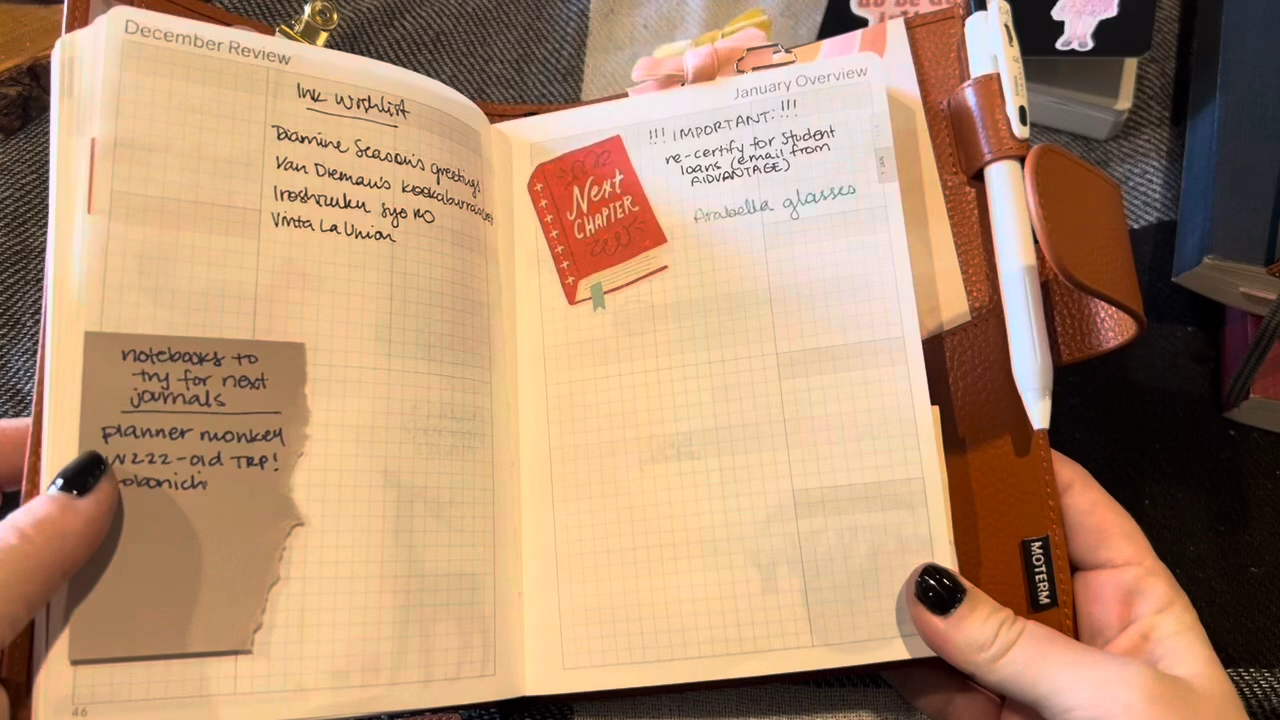 December Review
Ink Wishlist
Diamine Season's greetings
Van Dieman's kookaburra
Iroshizuku syo ro
Vinta La Union
notebooks to
try for next
journals
planner monkey
W222-old TRP!
obonichi
46
January Overview
!!! IMPORTANT: !!!
re-certify for student
loans (email from
AIDVANTAGE)
Arabella glasses
Next
CHAPTER
MOTERM